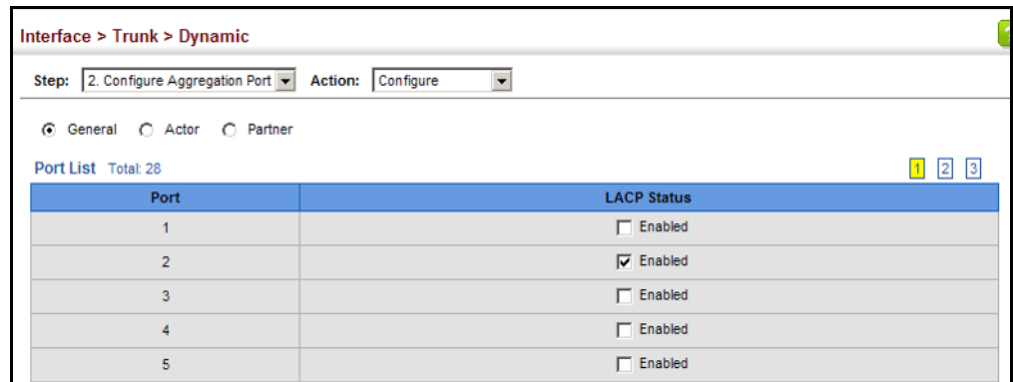 Interface > Trunk > Dynamic
Step: 2. Configure Aggregation Port Action: Configure
General Actor Partner
Port List Total: 28 1 2 3
Port LACP Status
1 Enabled
2 Enabled
3 Enabled
4 Enabled
5 Enabled